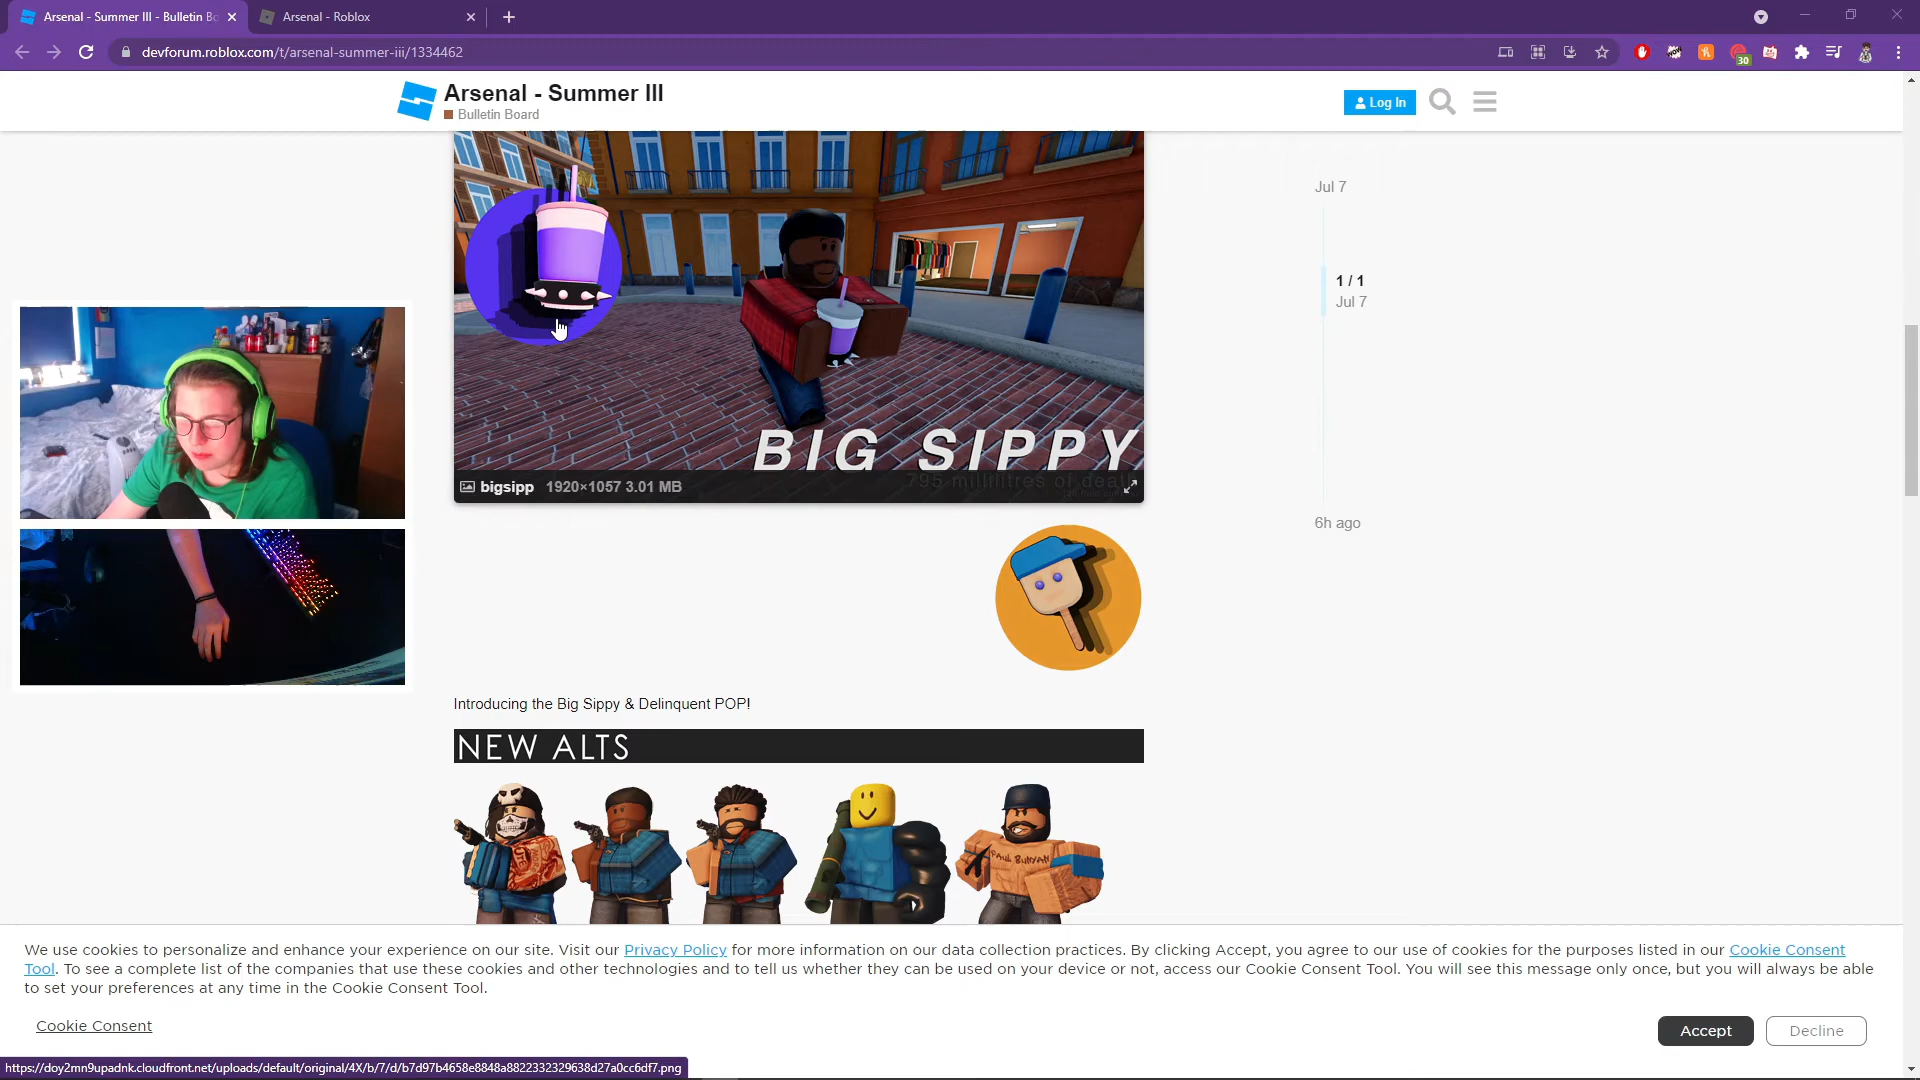 Arsenal - Summer III - Bulletin Bo
Arsenal - Roblox
devforum.roblox.com/t/arsenal-summer-iii/1334462
30
Arsenal - Summer III
Bulletin Board
Log In
Jul 7
1 / 1
Jul 7
6h ago
BIG SIPPY
795 millilitres of death
bigsipp 1920×1057 3.01 MB
Introducing the Big Sippy & Delinquent POP!
NEW ALTS
PAUL BUNYAN
We use cookies to personalize and enhance your experience on our site. Visit our Privacy Policy for more information on our data collection practices. By clicking Accept, you agree to our use of cookies for the purposes listed in our Cookie Consent
Tool. To see a complete list of the companies that use these cookies and other technologies and to tell us whether they can be used on your device or not, access our Cookie Consent Tool. You will see this message only once, but you will always be able
to set your preferences at any time in the Cookie Consent Tool.
Cookie Consent
Accept
Decline
https://doy2mn9upadnk.cloudfront.net/uploads/default/original/4X/b/7/d/b7d97b4658e8848a8822332329638d27a0cc6df7.png